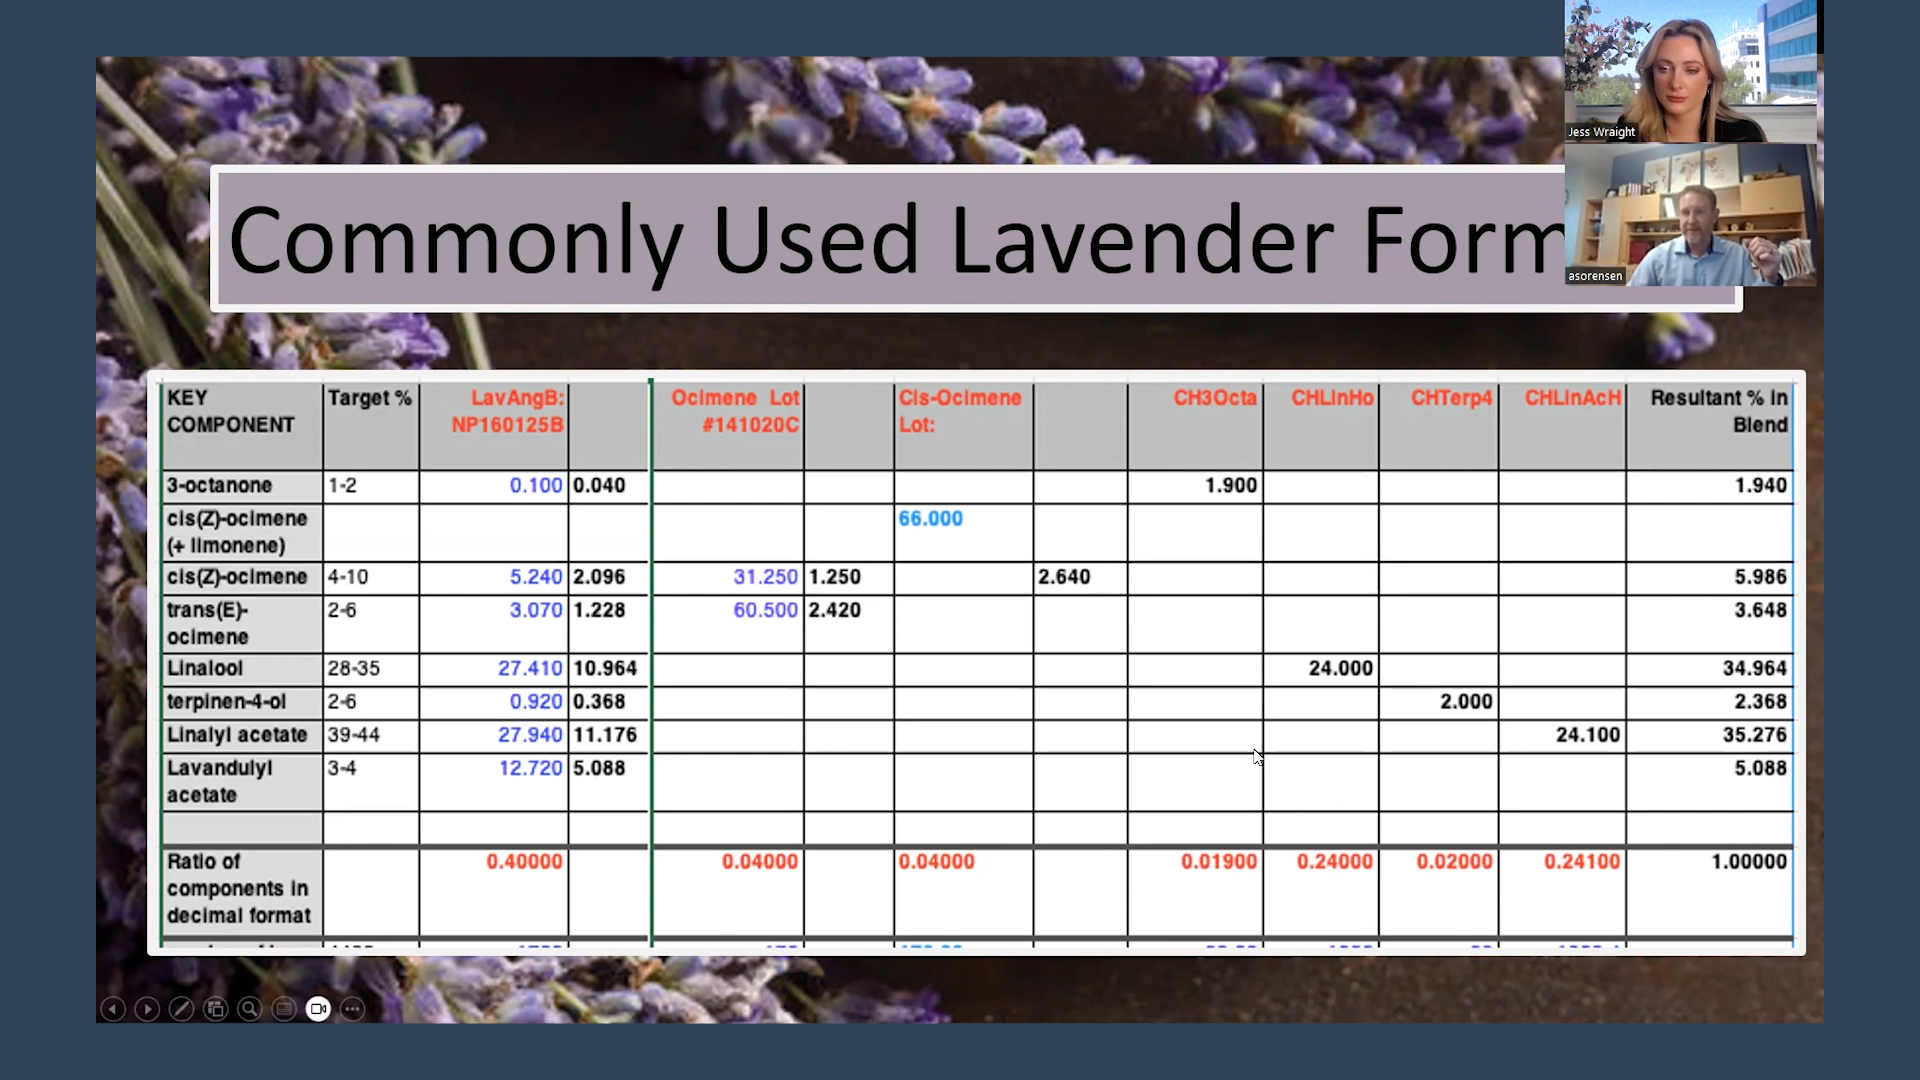 Jess Wraight
asorensen
Commonly Used Lavender Form
KEY COMPONENT Target % LavAngB: NP160125B Ocimene Lot #141020C Cis-Ocimene Lot: CH3Octa CHLinHo CHTerp4 CHLinAcH Resultant % in Blend
3-octanone 1-2 0.100 0.040 1.900 1.940
cis(Z)-ocimene (+ limonene) 66.000
cis(Z)-ocimene 4-10 5.240 2.096 31.250 1.250 2.640 5.986
trans(E)-ocimene 2-6 3.070 1.228 60.500 2.420 3.648
Linalool 28-35 27.410 10.964 24.000 34.964
terpinen-4-ol 2-6 0.920 0.368 2.000 2.368
Linalyl acetate 39-44 27.940 11.176 24.100 35.276
Lavandulyl acetate 3-4 12.720 5.088 5.088
Ratio of components in decimal format 0.40000 0.04000 0.04000 0.01900 0.24000 0.02000 0.24100 1.00000